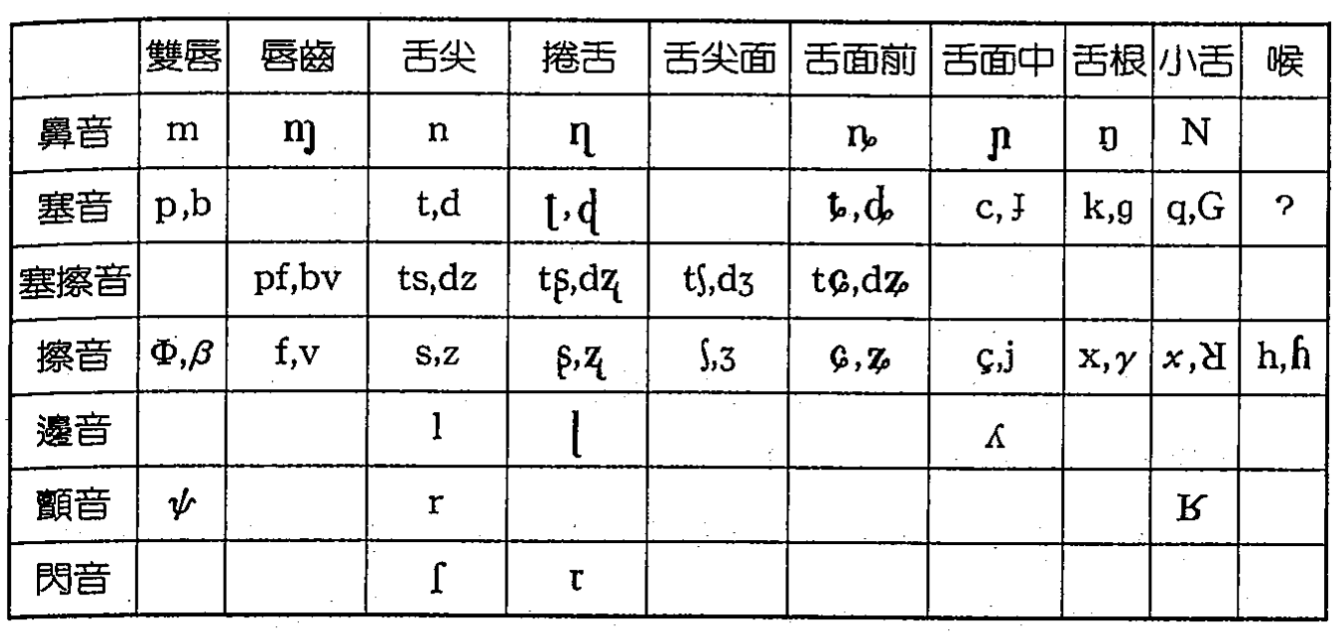 雙唇 唇齒 舌尖 捲舌 舌尖面 舌面前 舌面中 舌根 小舌 喉
鼻音 m ɱ n ɳ ȵ ɲ ŋ N
塞音 p,b t,d ʈ,ɖ ȶ,ȡ c,ɟ k,g q,G ?
塞擦音 pf,bv ts,dz tʂ,dʐ tʃ,dʒ tɕ,dʑ
擦音 Φ,β f,v s,z ʂ,ʐ ʃ,ʒ ɕ,ʑ ç,j x,γ x,ʁ h,ɦ
邊音 l ɭ ʎ
顫音 ψ r ʀ
閃音 ɾ ɽ